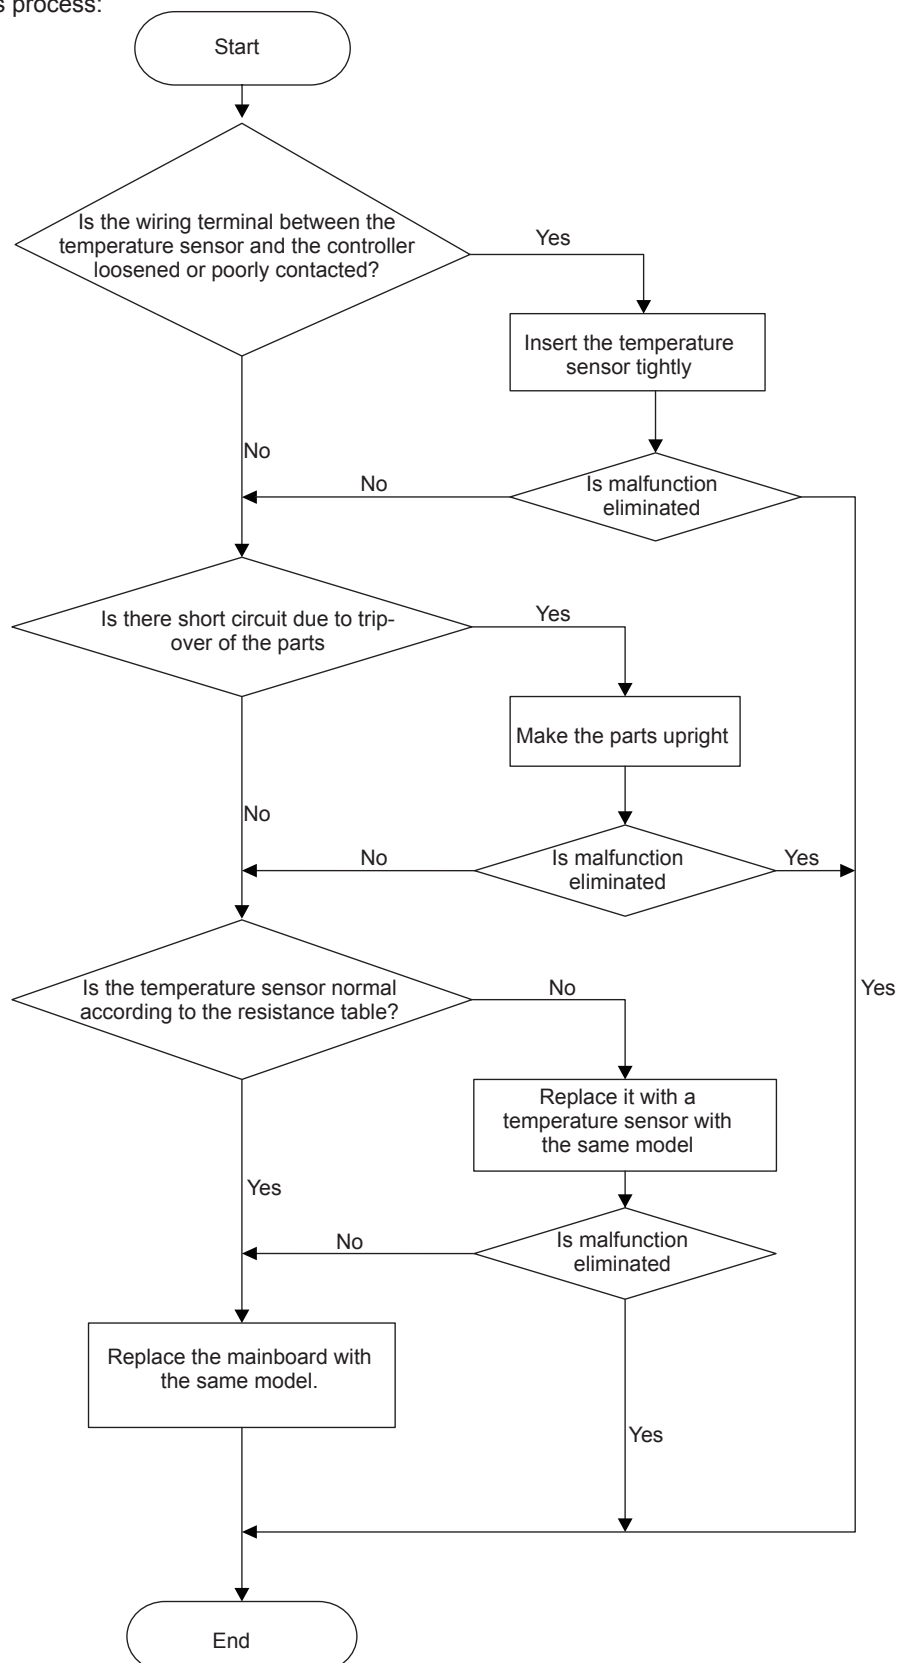 s process:
Start
Is the wiring terminal between the
temperature sensor and the controller
loosened or poorly contacted?
Yes
Insert the temperature
sensor tightly
No
No
Is malfunction
eliminated
Is there short circuit due to trip-
over of the parts
Yes
Make the parts upright
No
No
Is malfunction
eliminated
Yes
Is the temperature sensor normal
according to the resistance table?
No
Yes
Replace it with a
temperature sensor with
the same model
Yes
No
Is malfunction
eliminated
Replace the mainboard with
the same model.
Yes
End